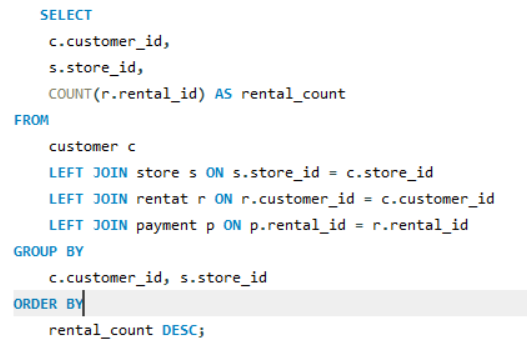 SELECT
c.customer_id,
s.store_id,
COUNT(r.rental_id) AS rental_count
FROM
customer c
LEFT JOIN store s ON s.store_id = c.store_id
LEFT JOIN rentat r ON r.customer_id = c.customer_id
LEFT JOIN payment p ON p.rental_id = r.rental_id
GROUP BY
c.customer_id, s.store_id
ORDER BY
rental_count DESC;